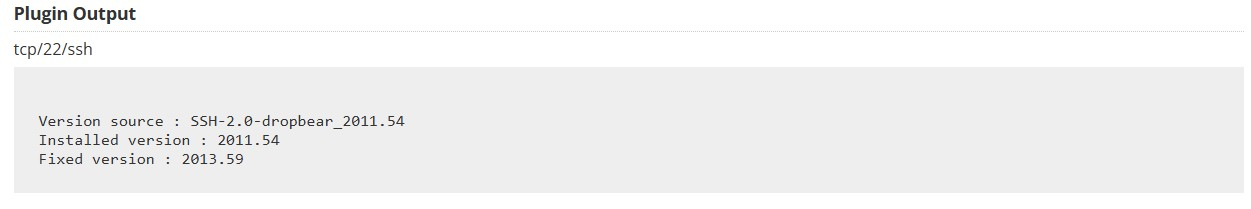 Plugin Output
tcp/22/ssh
Version source : SSH-2.0-dropbear_2011.54
Installed version : 2011.54
Fixed version : 2013.59